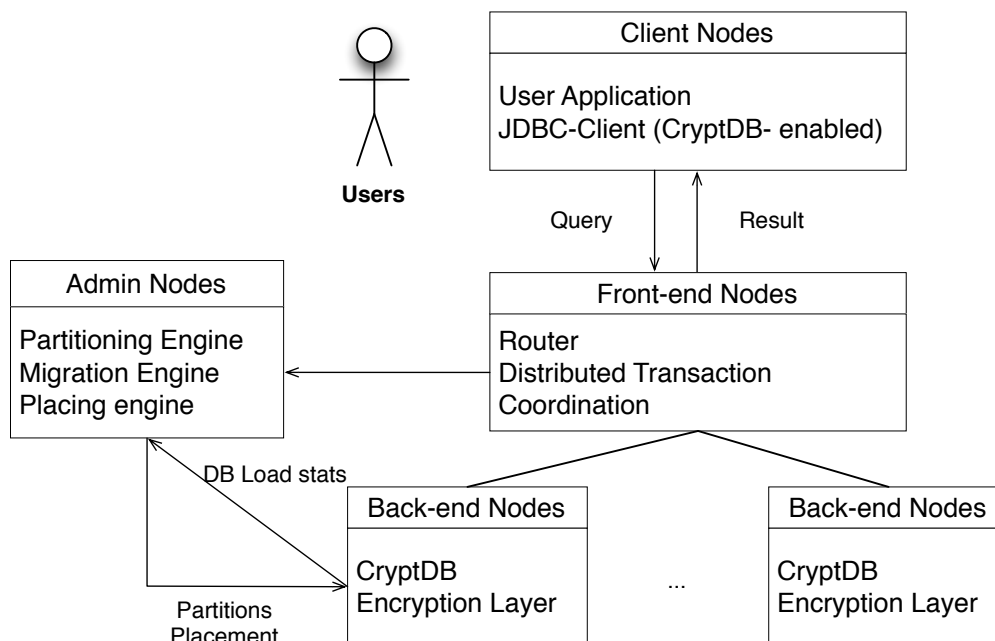 Client Nodes
User Application
JDBC-Client (CryptDB- enabled)
Users
Query
Result
Admin Nodes
Partitioning Engine
Migration Engine
Placing engine
Front-end Nodes
Router
Distributed Transaction
Coordination
DB Load stats
Back-end Nodes
CryptDB
Encryption Layer
...
Back-end Nodes
CryptDB
Encryption Layer
Partitions
Placement